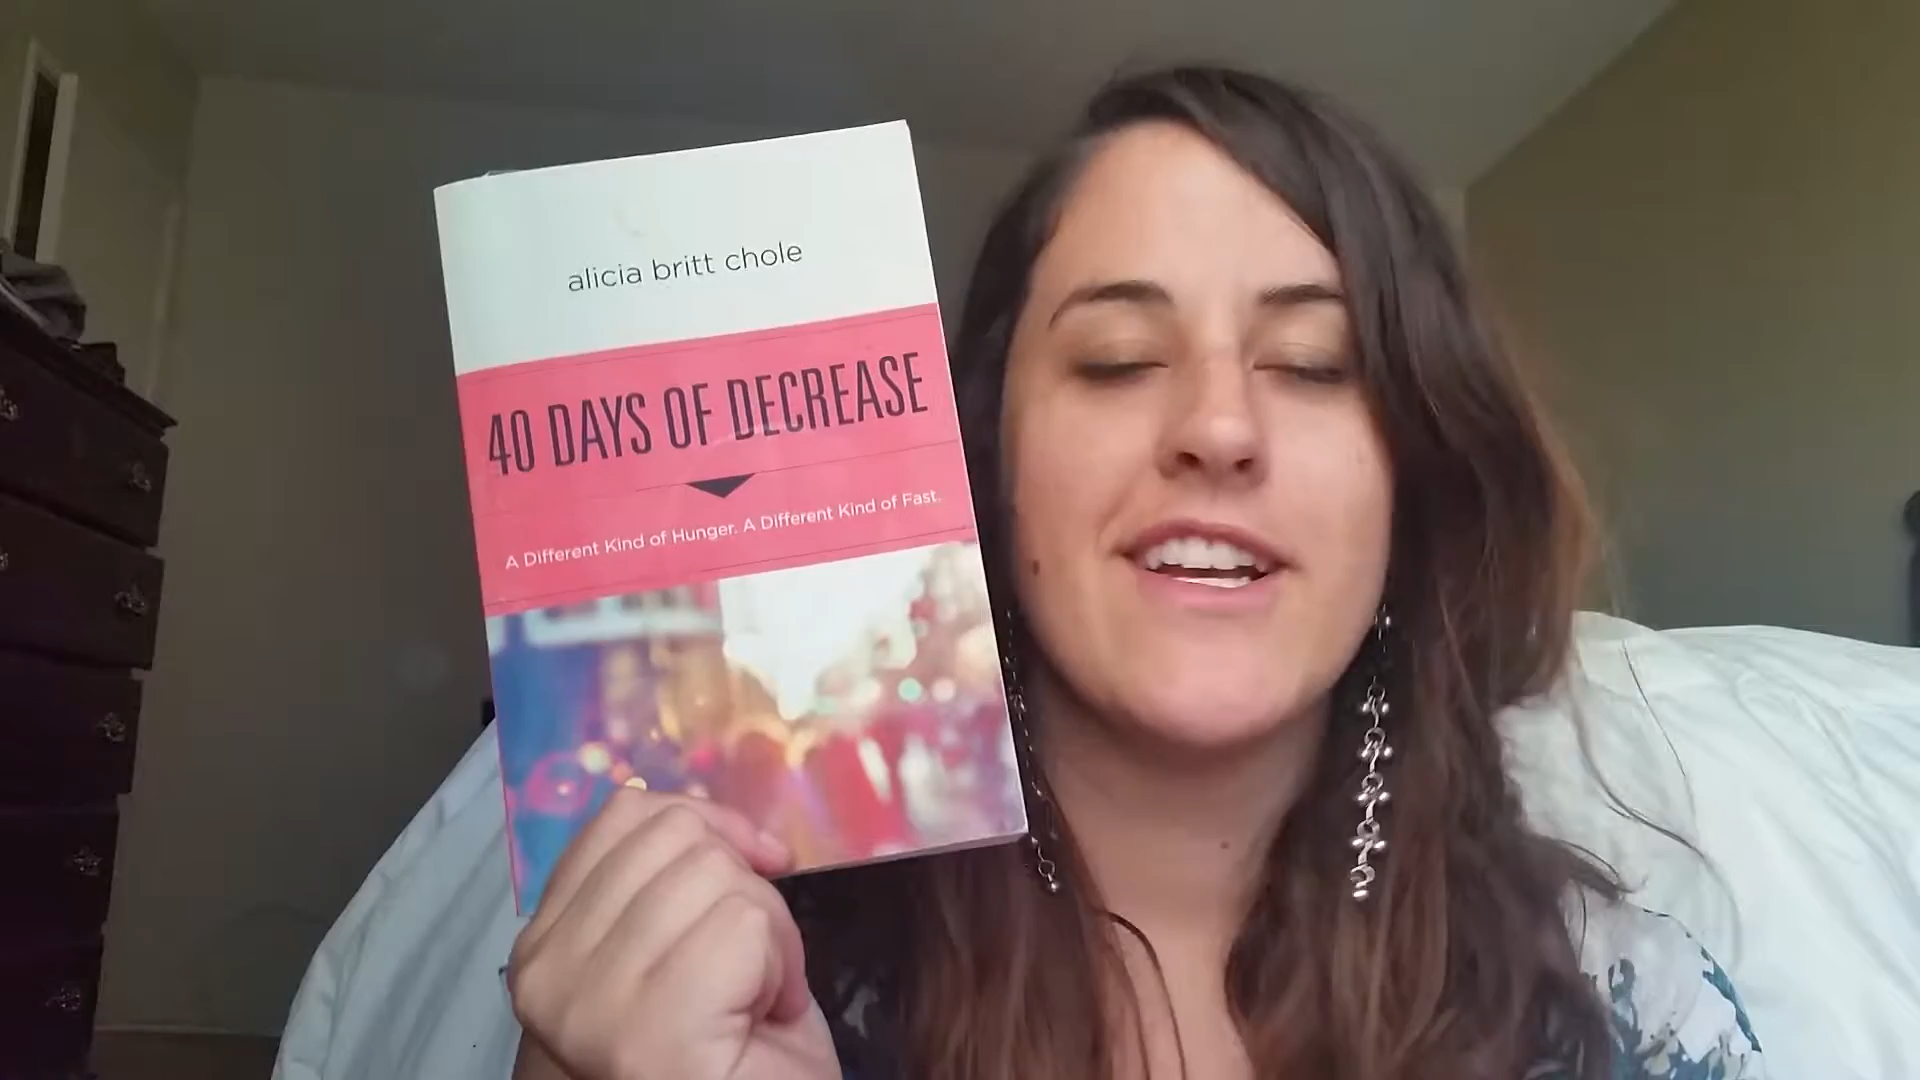 alicia britt chole
40 DAYS OF DECREASE
A Different Kind of Hunger. A Different Kind of Fast.